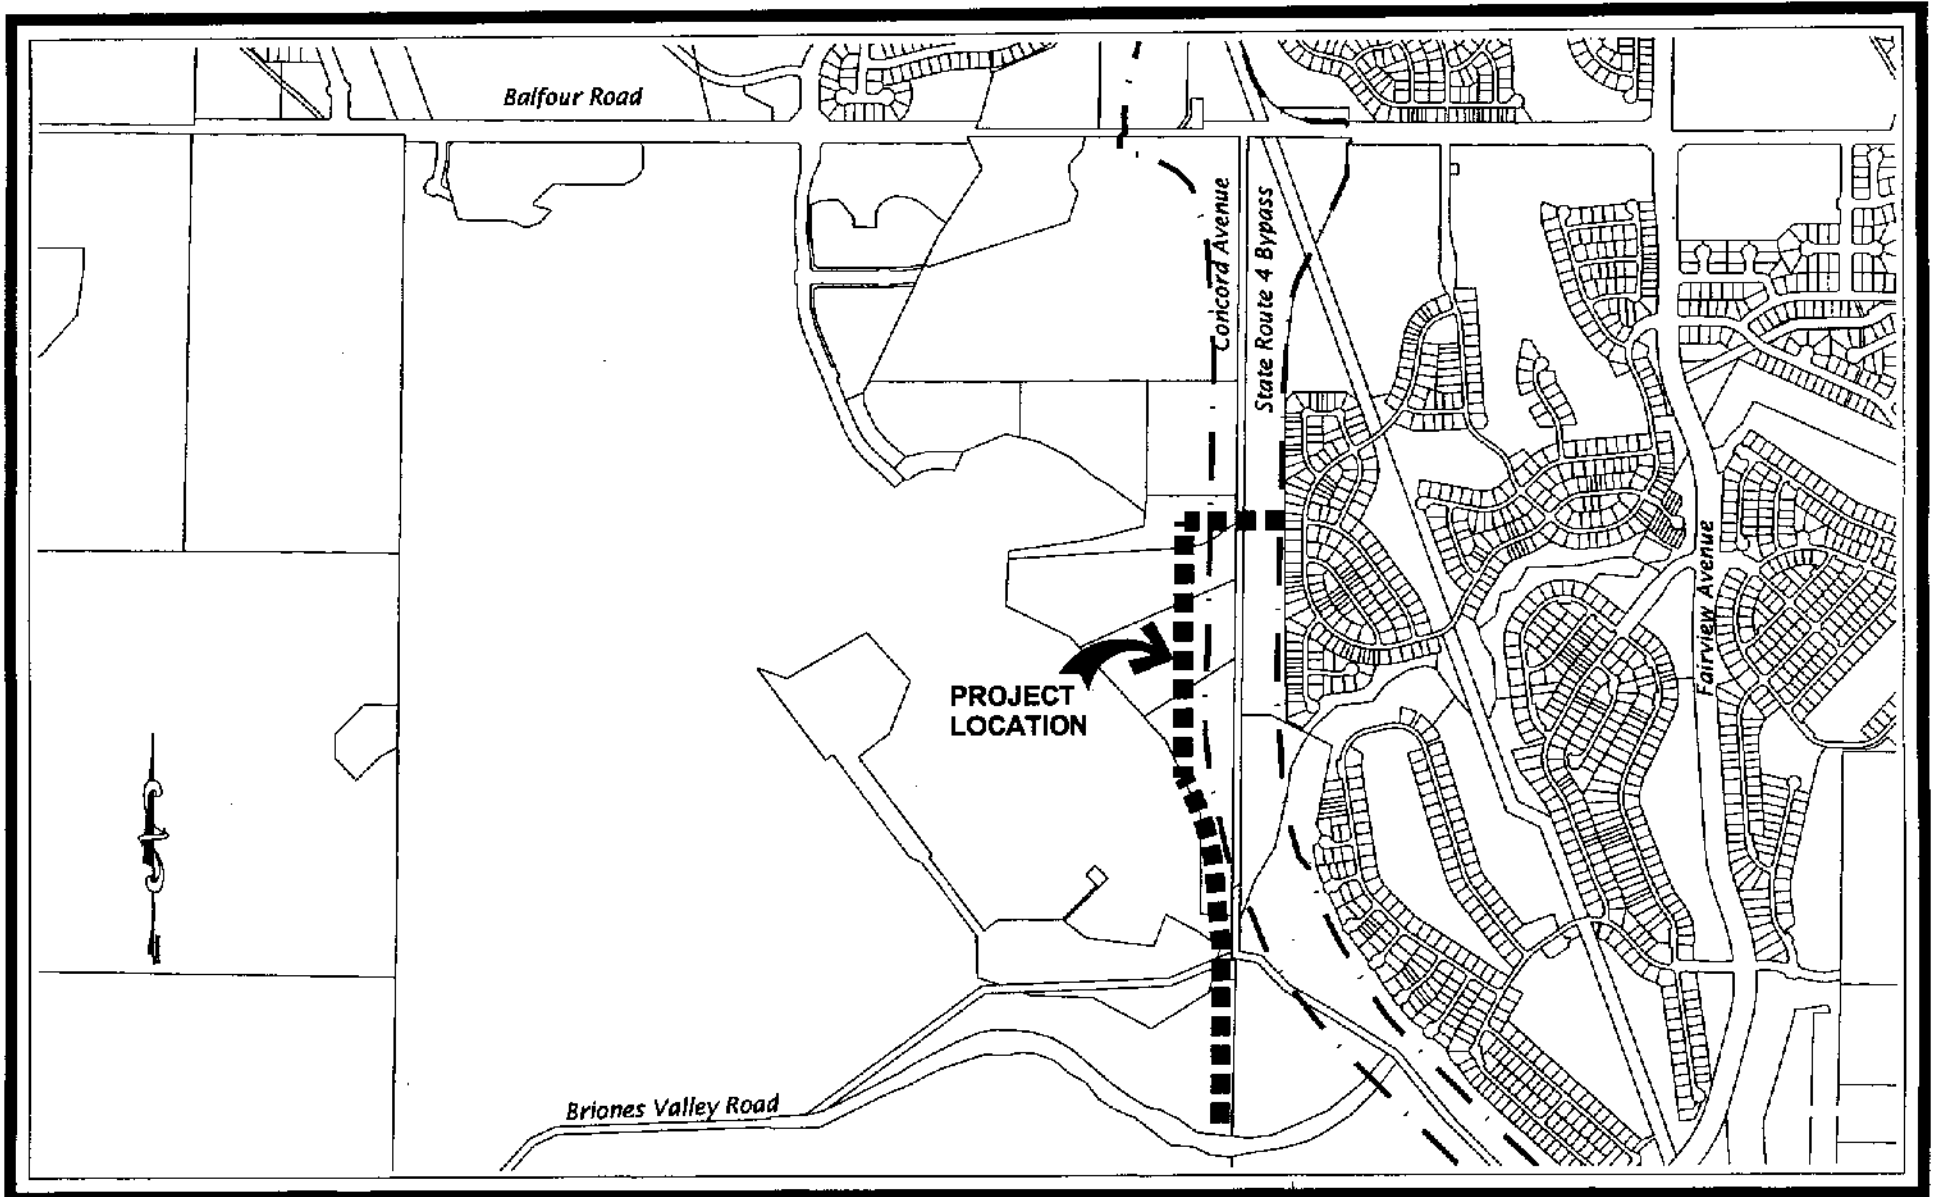 Balfour Road
Concord Avenue
State Route 4 Bypass
Fairview Avenue
PROJECT
LOCATION
Briones Valley Road